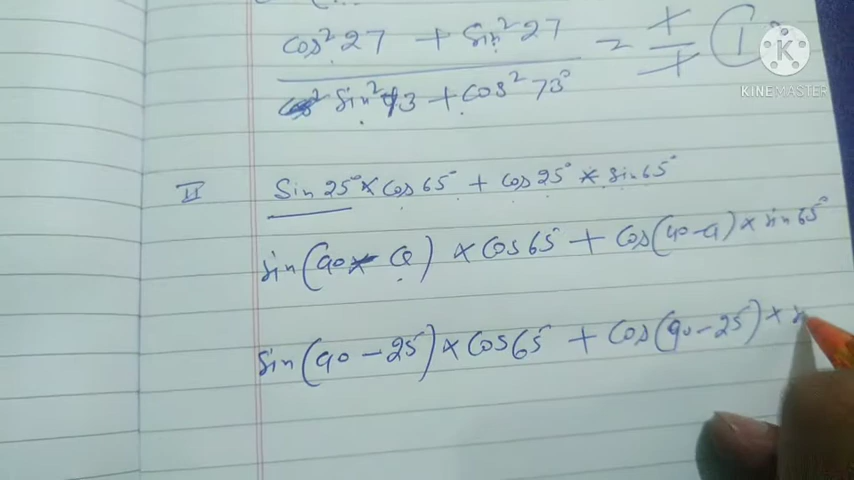 cos²27 + Sin²27 = 1 1
K
sin²73 + cos²73° 1
KINEMASTER
II Sin 25° × Cos 65° + cos 25° × sin 65°
sin(90 - Q) × Cos 65° + Cos(90-Q) × sin 65°
Sin(90 - 25°) × Cos 65° + Cos(90-25°) ×